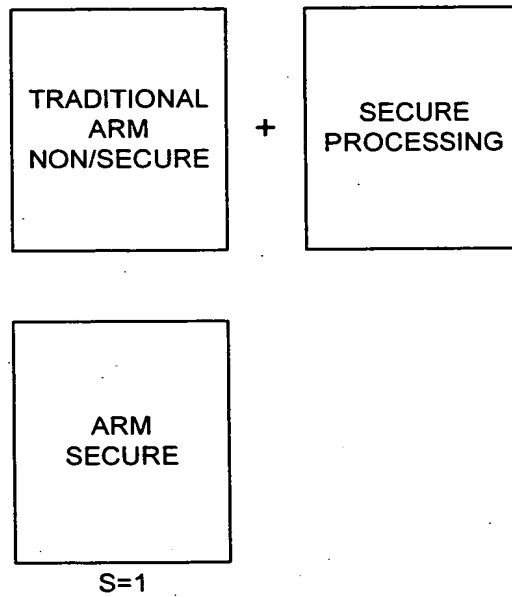 TRADITIONAL
ARM
NON/SECURE
+
SECURE
PROCESSING
ARM
SECURE
S=1